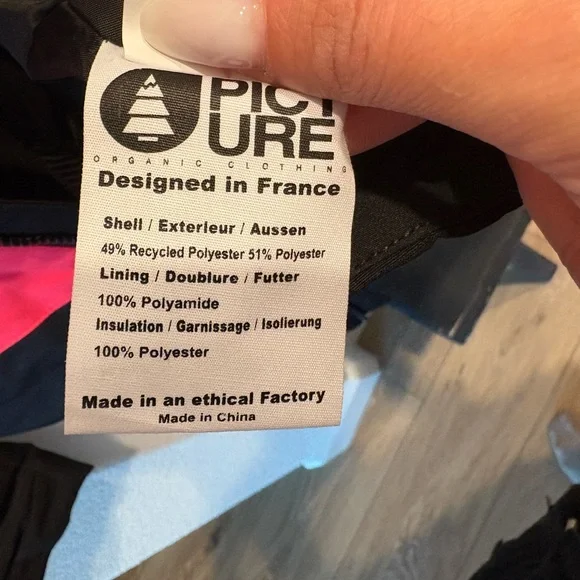 PICT
URE
ORGANIC CLOTHING
Designed in France
Shell / Exterieur / Aussen
49% Recycled Polyester 51% Polyester
Lining / Doublure / Futter
100% Polyamide
Insulation / Garnissage / Isolierung
100% Polyester
Made in an ethical Factory
Made in China